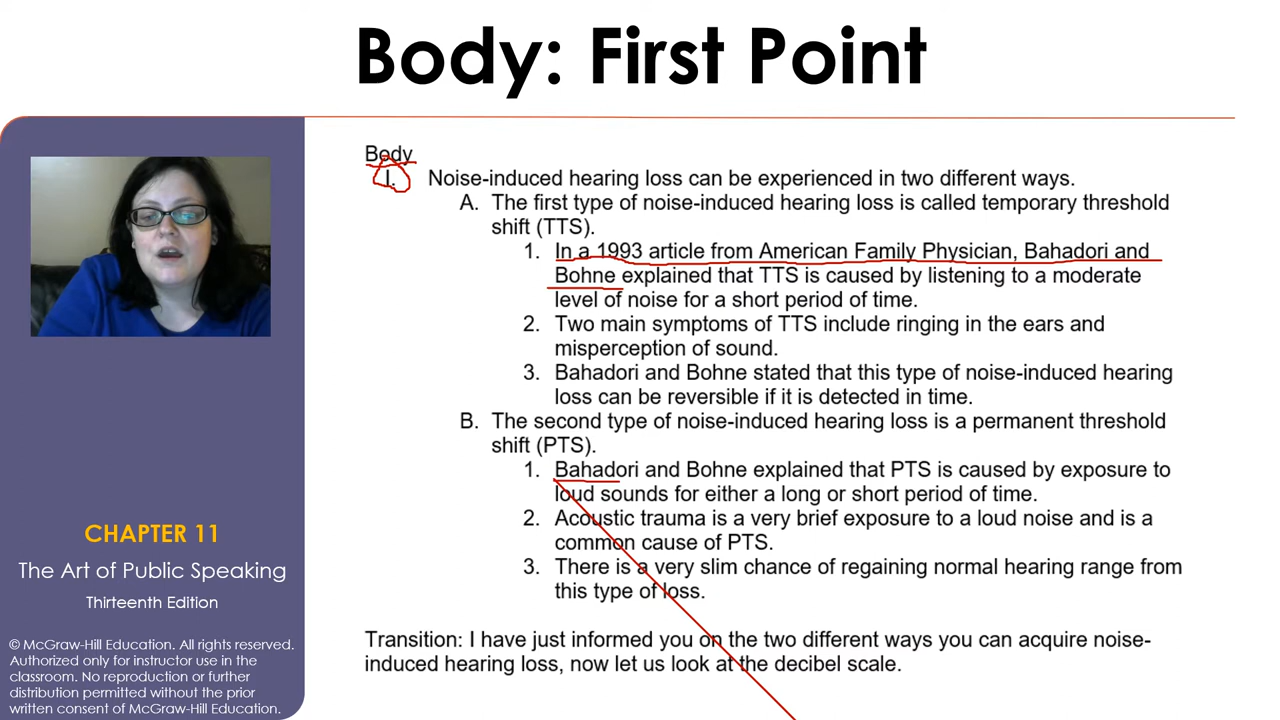 Body: First Point
Body
I. Noise-induced hearing loss can be experienced in two different ways.
A. The first type of noise-induced hearing loss is called temporary threshold
shift (TTS).
1. In a 1993 article from American Family Physician, Bahadori and
Bohne explained that TTS is caused by listening to a moderate
level of noise for a short period of time.
2. Two main symptoms of TTS include ringing in the ears and
misperception of sound.
3. Bahadori and Bohne stated that this type of noise-induced hearing
loss can be reversible if it is detected in time.
B. The second type of noise-induced hearing loss is a permanent threshold
shift (PTS).
1. Bahadori and Bohne explained that PTS is caused by exposure to
loud sounds for either a long or short period of time.
2. Acoustic trauma is a very brief exposure to a loud noise and is a
common cause of PTS.
3. There is a very slim chance of regaining normal hearing range from
this type of loss.
Transition: I have just informed you on the two different ways you can acquire noise-
induced hearing loss, now let us look at the decibel scale.
CHAPTER 11
The Art of Public Speaking
Thirteenth Edition
© McGraw-Hill Education. All rights reserved.
Authorized only for instructor use in the
classroom. No reproduction or further
distribution permitted without the prior
written consent of McGraw-Hill Education.